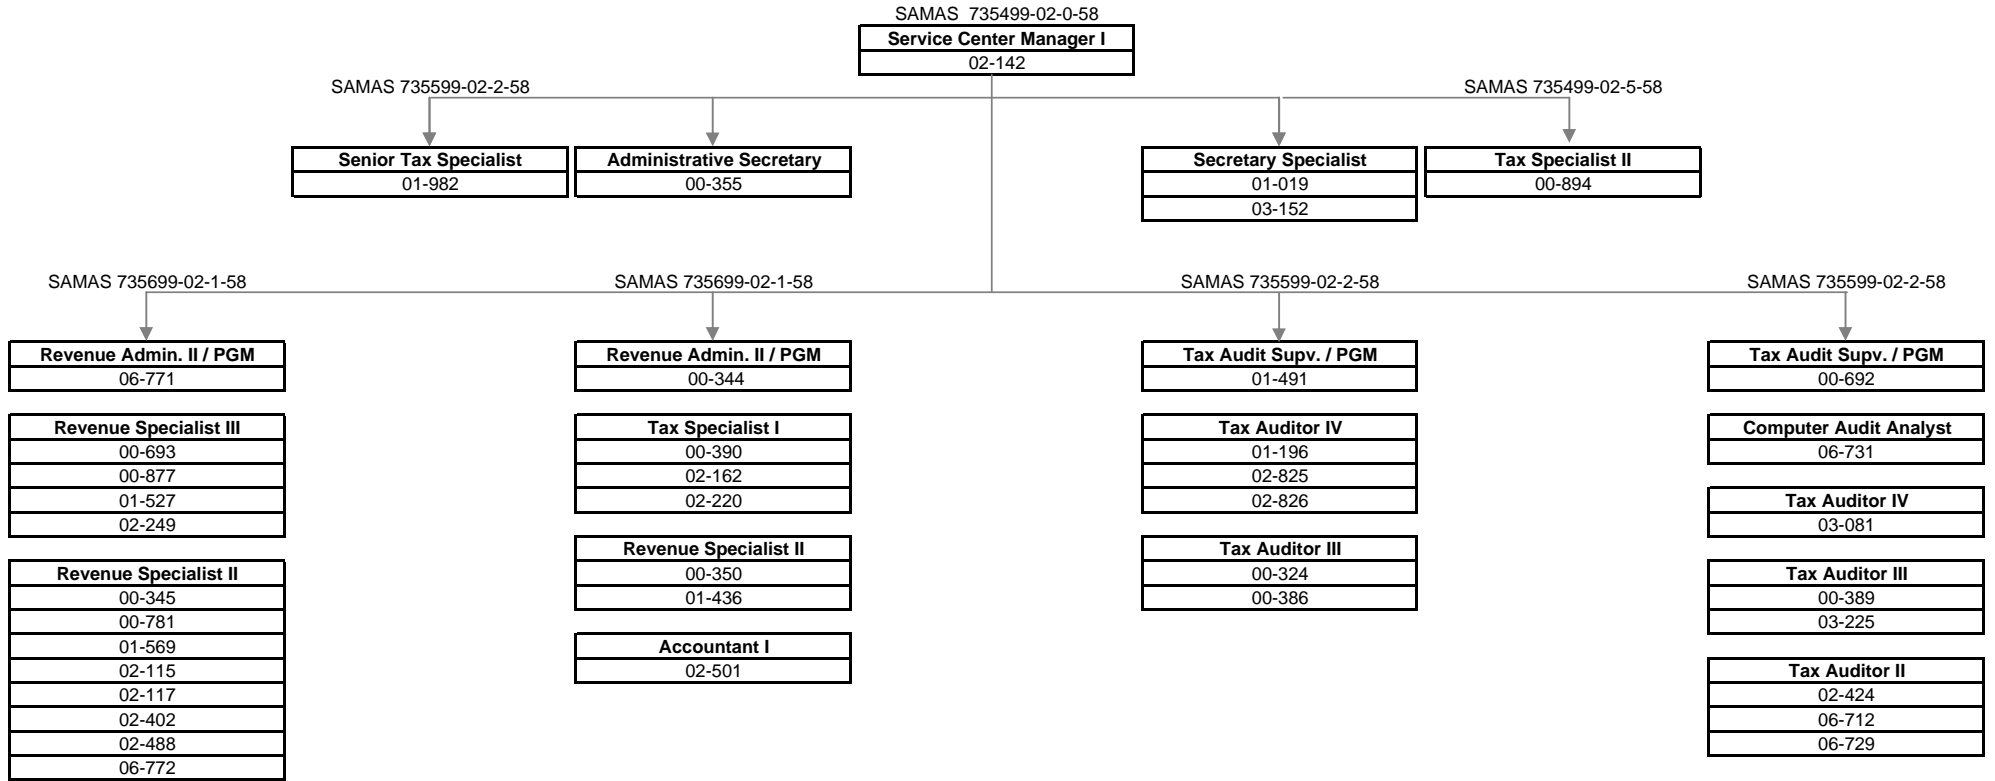 SAMAS  735499-02-0-58
Service Center Manager I
02-142
SAMAS 735599-02-2-58
SAMAS 735499-02-5-58
Senior Tax Specialist
01-982
Administrative Secretary
00-355
Secretary Specialist
01-019
03-152
Tax Specialist II
00-894
SAMAS 735699-02-1-58
Revenue Admin. II / PGM
06-771
Revenue Specialist III
00-693
00-877
01-527
02-249
Revenue Specialist II
00-345
00-781
01-569
02-115
02-117
02-402
02-488
06-772
SAMAS 735699-02-1-58
Revenue Admin. II / PGM
00-344
Tax Specialist I
00-390
02-162
02-220
Revenue Specialist II
00-350
01-436
Accountant I
02-501
SAMAS 735599-02-2-58
Tax Audit Supv. / PGM
01-491
Tax Auditor IV
01-196
02-825
02-826
Tax Auditor III
00-324
00-386
SAMAS 735599-02-2-58
Tax Audit Supv. / PGM
00-692
Computer Audit Analyst
06-731
Tax Auditor IV
03-081
Tax Auditor III
00-389
03-225
Tax Auditor II
02-424
06-712
06-729